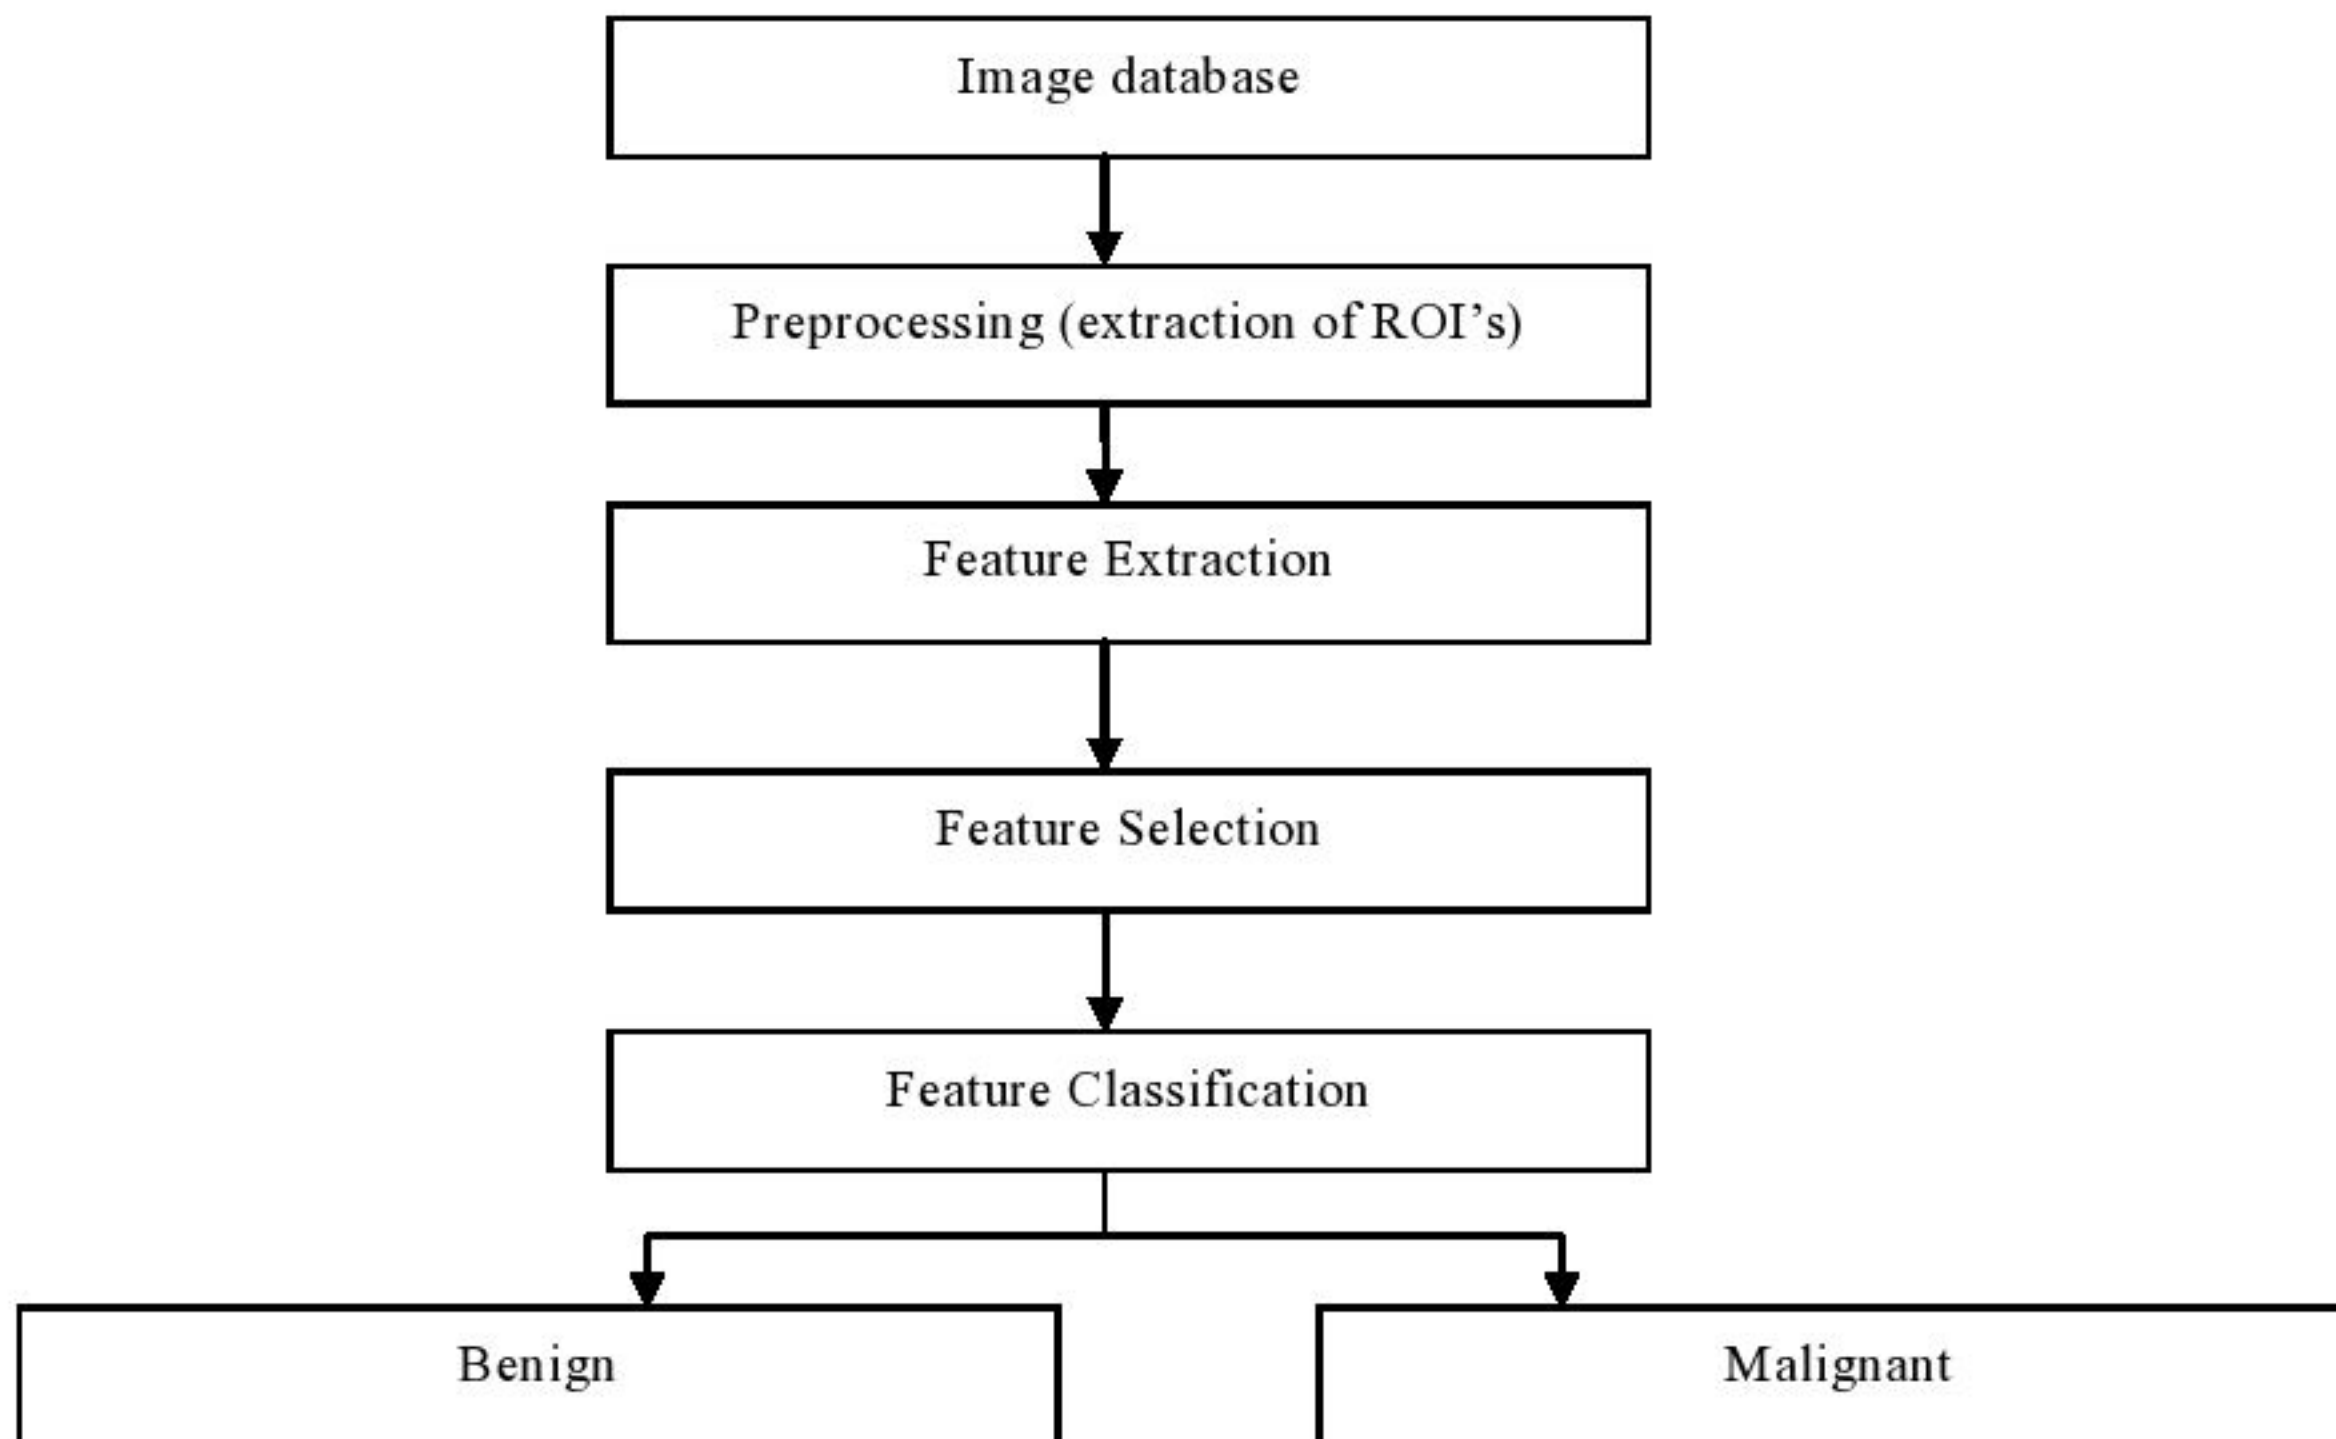 Image database
Preprocessing (extraction of ROI’s)
Feature Extraction
Feature Selection
Feature Classification
Benign
Malignant